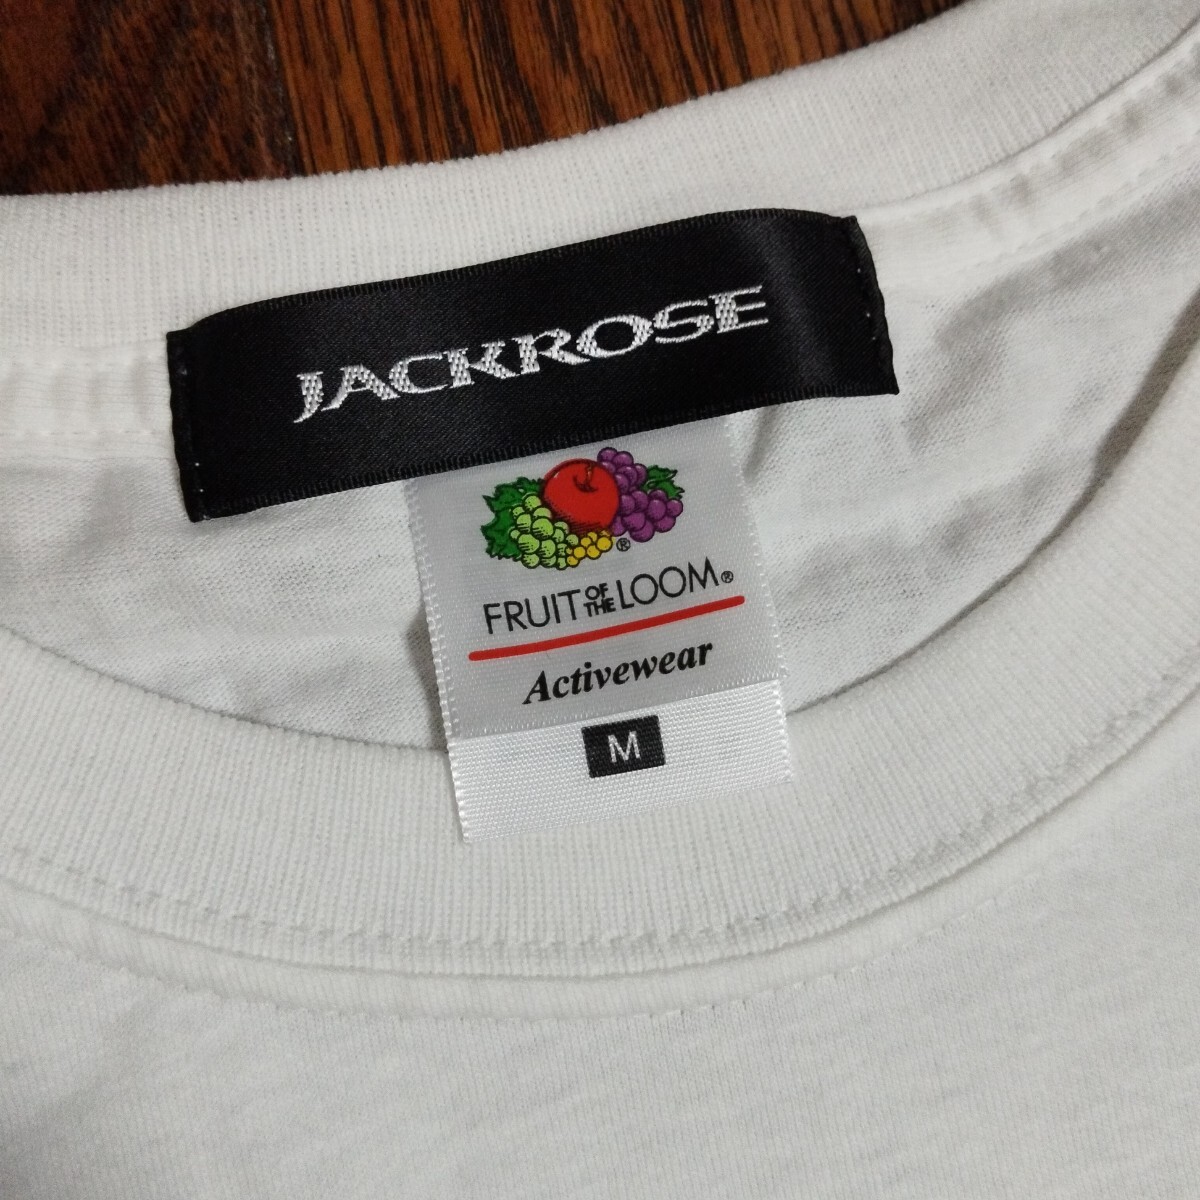 JACKROSE
®
FRUIT OF THE LOOM®
Activewear
M